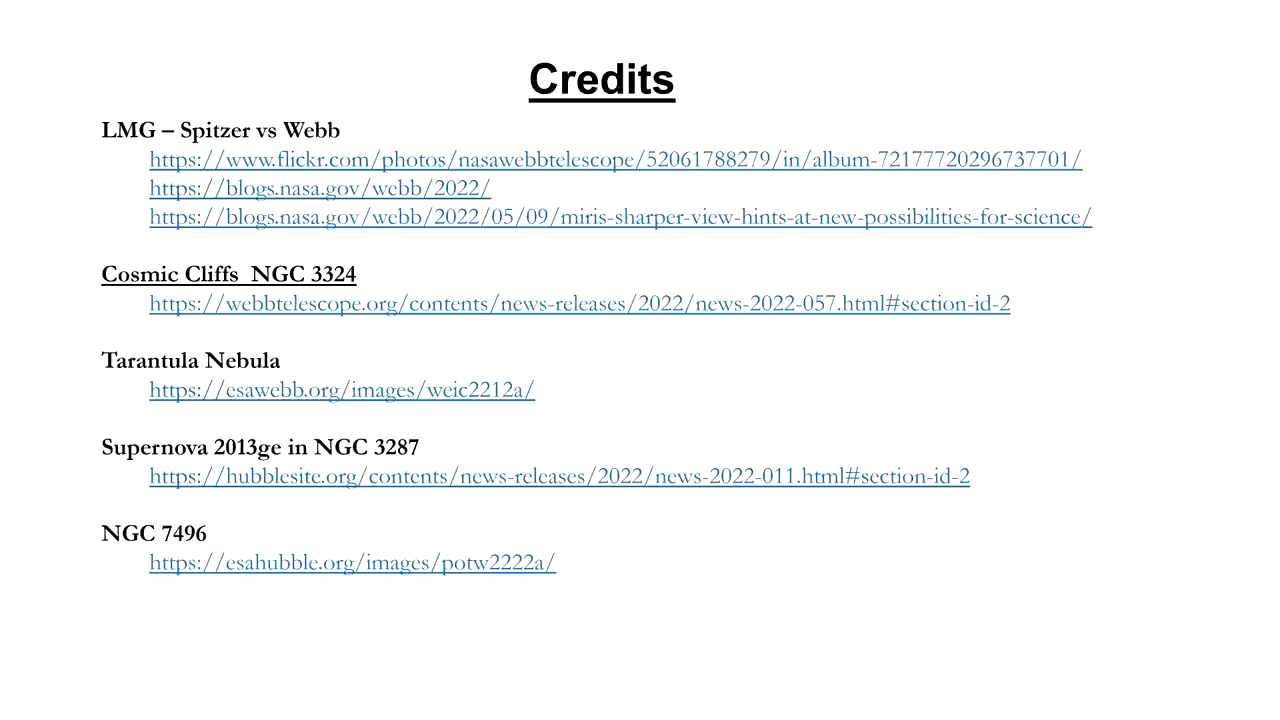 Credits
LMG – Spitzer vs Webb
https://www.flickr.com/photos/nasawebbtelescope/52061788279/in/album-72177720296737701/
https://blogs.nasa.gov/webb/2022/
https://blogs.nasa.gov/webb/2022/05/09/miris-sharper-view-hints-at-new-possibilities-for-science/
Cosmic Cliffs  NGC 3324
https://webbtelescope.org/contents/news-releases/2022/news-2022-057.html#section-id-2
Tarantula Nebula
https://esawebb.org/images/weic2212a/
Supernova 2013ge in NGC 3287
https://hubblesite.org/contents/news-releases/2022/news-2022-011.html#section-id-2
NGC 7496
https://esahubble.org/images/potw2222a/